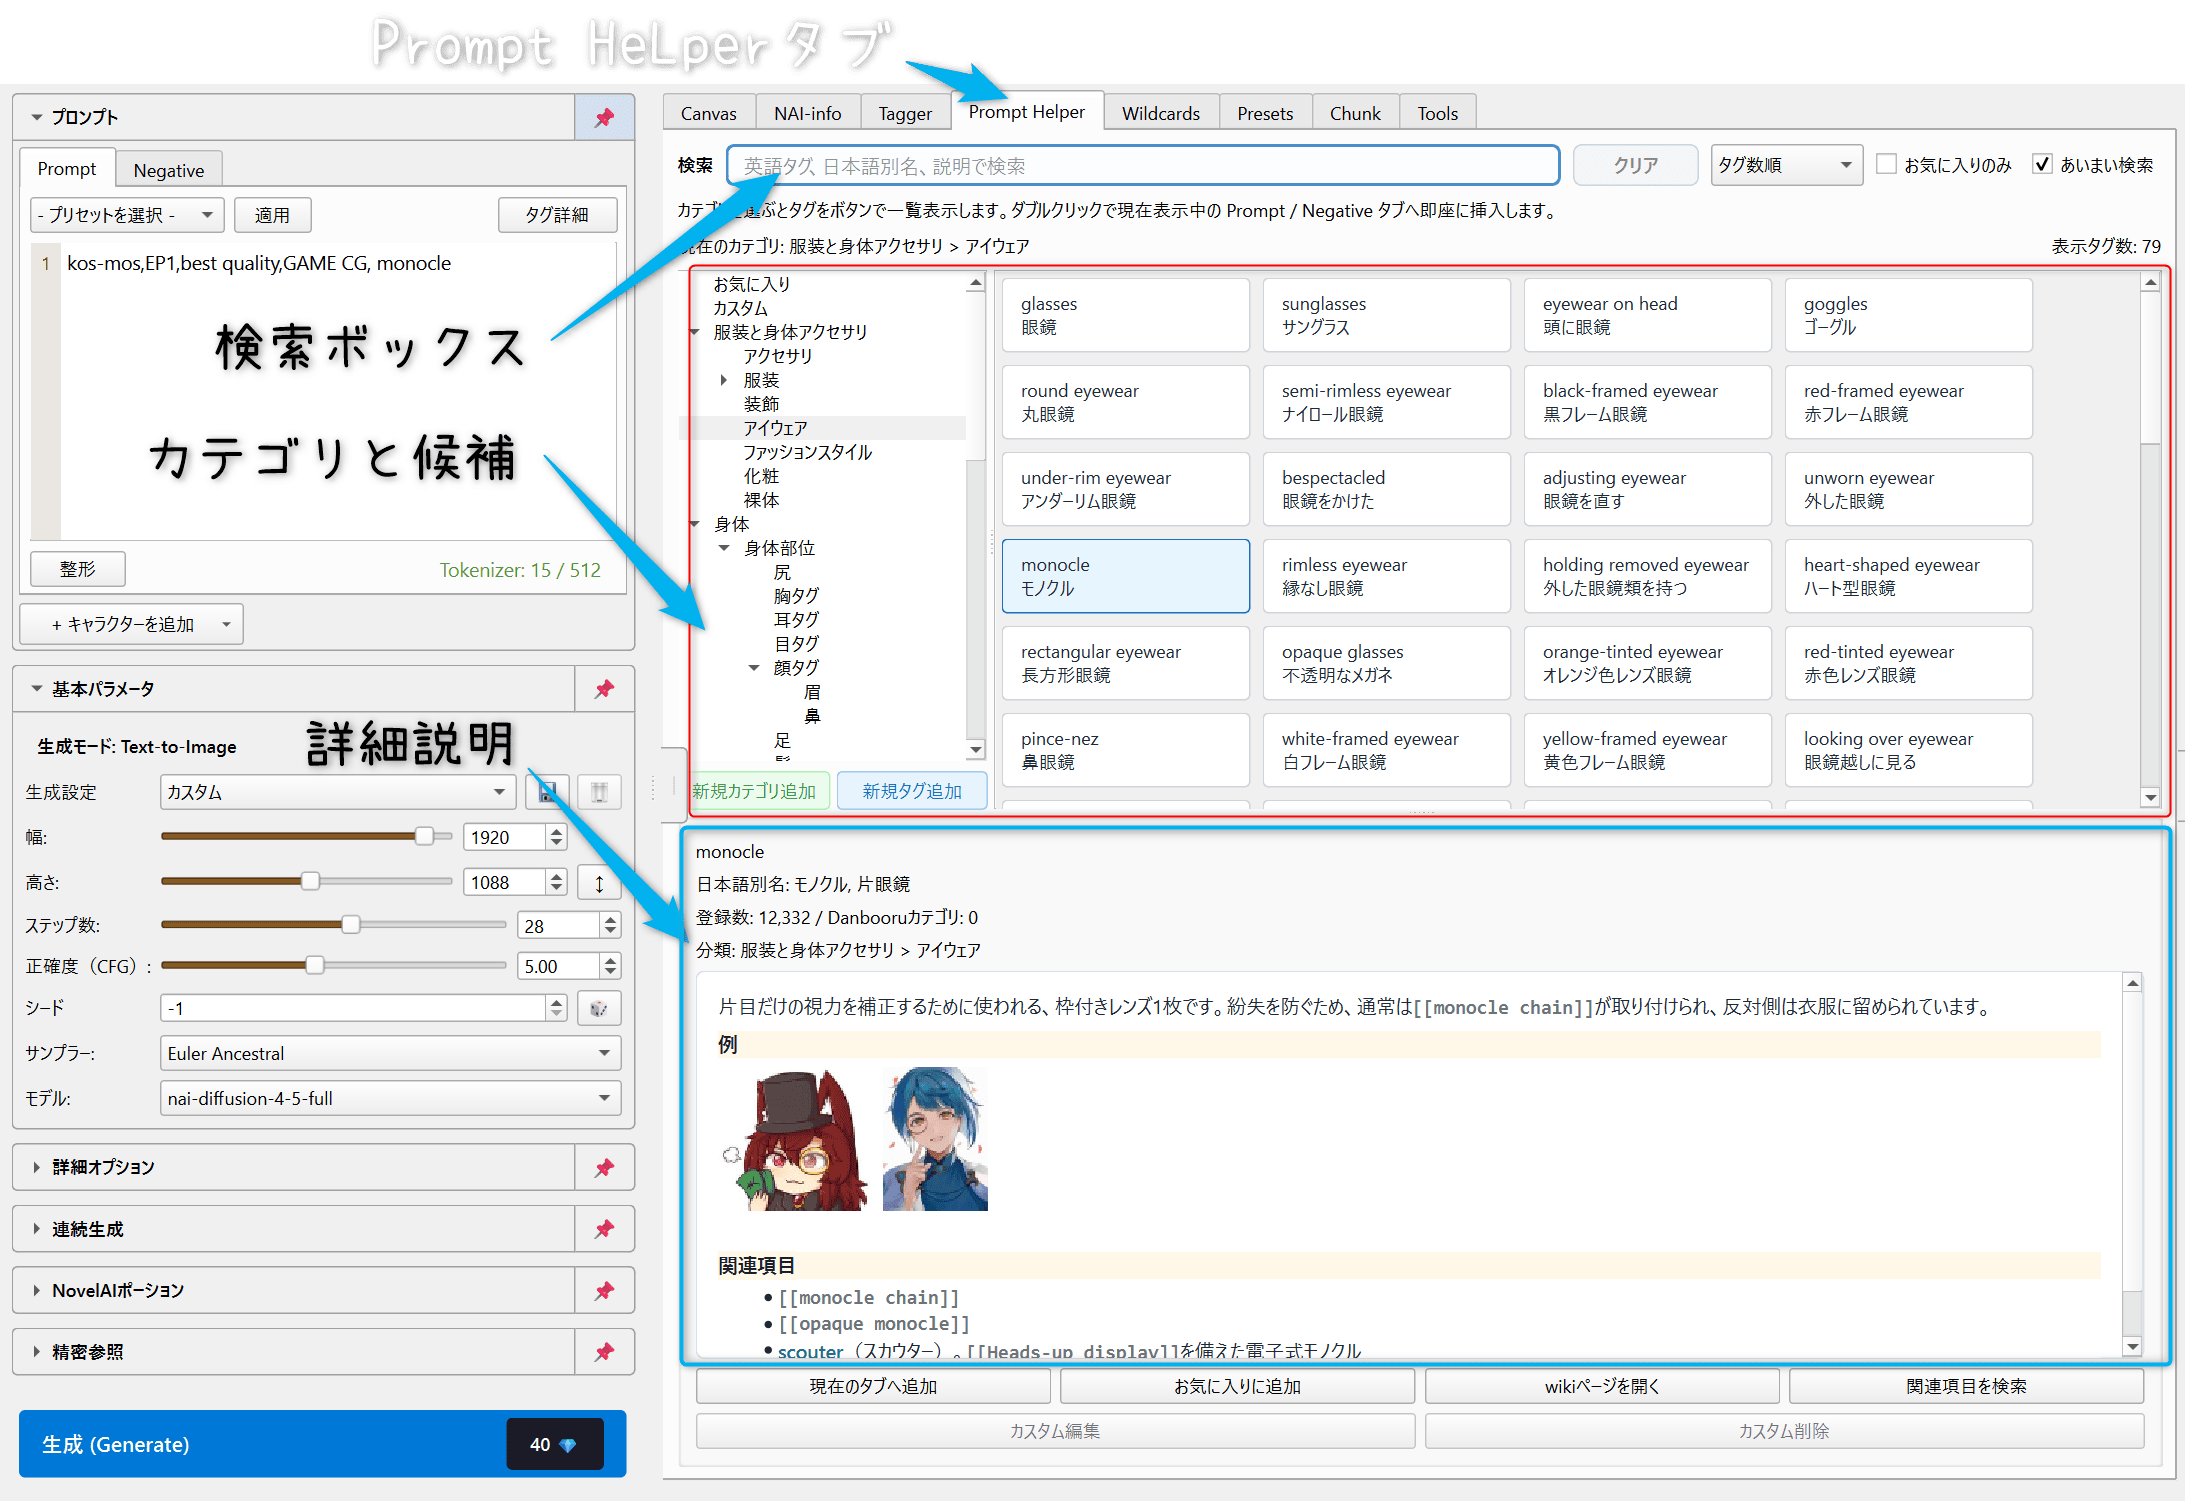 Prompt Helperタブ
プロンプト
Prompt
Negative
- プリセットを選択 -
適用
タグ詳細
1 kos-mos,EP1,best quality,GAME CG, monocle
検索ボックス
カテゴリと候補
整形
Tokenizer: 15 / 512
+ キャラクターを追加
基本パラメータ
生成モード: Text-to-Image
詳細説明
生成設定
カスタム
幅:
1920
高さ:
1088
ステップ数:
28
正確度（CFG）:
5.00
シード
-1
サンプラー:
Euler Ancestral
モデル:
nai-diffusion-4-5-full
詳細オプション
連続生成
NovelAIポーション
精密参照
生成 (Generate)
40
Canvas
NAI-info
Tagger
Prompt Helper
Wildcards
Presets
Chunk
Tools
検索
英語タグ、日本語別名、説明で検索
クリア
タグ数順
お気に入りのみ
あいまい検索
カテゴリを選ぶとタグをボタンで一覧表示します。ダブルクリックで現在表示中の Prompt / Negative タブへ即座に挿入します。
現在のカテゴリ: 服装と身体アクセサリ > アイウェア
表示タグ数: 79
お気に入り
カスタム
服装と身体アクセサリ
アクセサリ
服装
装飾
アイウェア
ファッションスタイル
化粧
裸体
身体
身体部位
尻
胸タグ
耳タグ
目タグ
顔タグ
眉
鼻
足
新規カテゴリ追加
新規タグ追加
glasses
眼鏡
sunglasses
サングラス
eyewear on head
頭に眼鏡
goggles
ゴーグル
round eyewear
丸眼鏡
semi-rimless eyewear
ナイロール眼鏡
black-framed eyewear
黒フレーム眼鏡
red-framed eyewear
赤フレーム眼鏡
under-rim eyewear
アンダーリム眼鏡
bespectacled
眼鏡をかけた
adjusting eyewear
眼鏡を直す
unworn eyewear
外した眼鏡
monocle
モノクル
rimless eyewear
縁なし眼鏡
holding removed eyewear
外した眼鏡類を持つ
heart-shaped eyewear
ハート型眼鏡
rectangular eyewear
長方形眼鏡
opaque glasses
不透明なメガネ
orange-tinted eyewear
オレンジ色レンズ眼鏡
red-tinted eyewear
赤色レンズ眼鏡
pince-nez
鼻眼鏡
white-framed eyewear
白フレーム眼鏡
yellow-framed eyewear
黄色フレーム眼鏡
looking over eyewear
眼鏡越しに見る
monocle
日本語別名: モノクル, 片眼鏡
登録数: 12,332 / Danbooruカテゴリ: 0
分類: 服装と身体アクセサリ > アイウェア
片目だけの視力を補正するために使われる、枠付きレンズ1枚です。紛失を防ぐため、通常は[[monocle chain]]が取り付けられ、反対側は衣服に留められています。
例
関連項目
• [[monocle chain]]
• [[opaque monocle]]
• scouter（スカウター）。[[Heads-up display]]を備えた電子式モノクル
現在のタブへ追加
お気に入りに追加
wikiページを開く
関連項目を検索
カスタム編集
カスタム削除